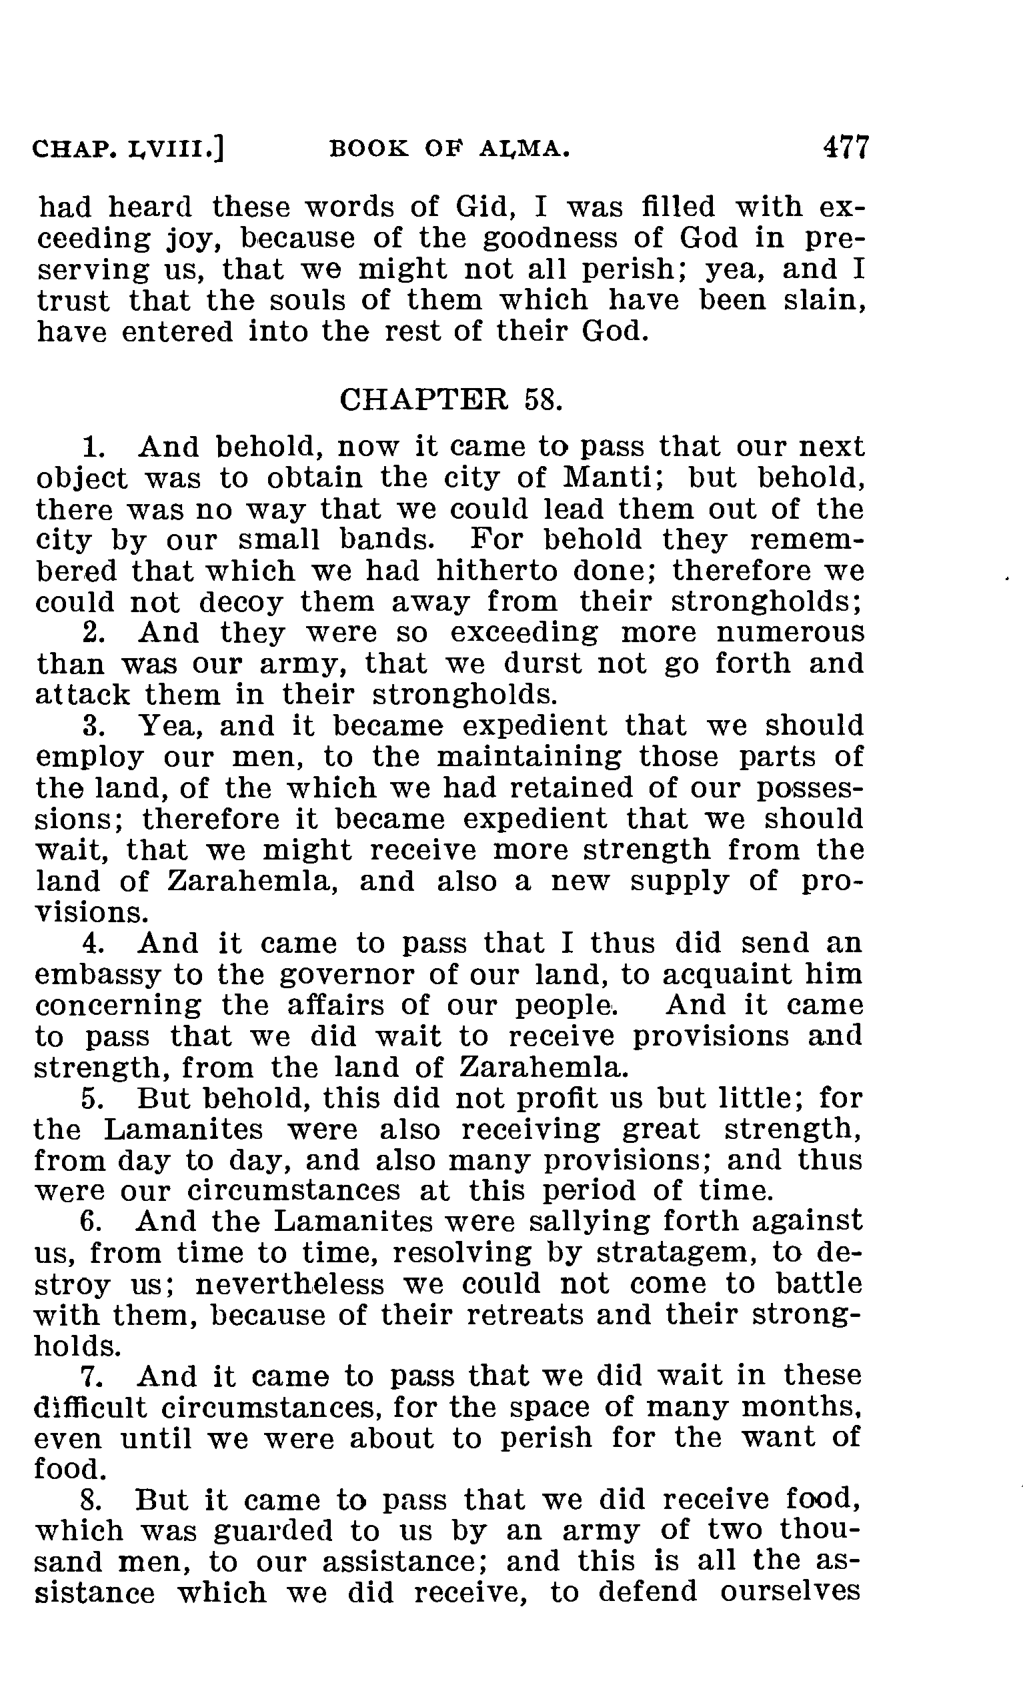 CHAP. LVIII.] BOOK OF ALMA. 477
had heard these words of Gid, I was filled with ex-
ceeding joy, because of the goodness of God in pre-
serving us, that we might not all perish; yea, and I
trust that the souls of them which have been slain,
have entered into the rest of their God.
CHAPTER 58.
1. And behold, now it came to pass that our next
object was to obtain the city of Manti; but behold,
there was no way that we could lead them out of the
city by our small bands. For behold they remem-
bered that which we had hitherto done; therefore we
could not decoy them away from their strongholds;
2. And they were so exceeding more numerous
than was our army, that we durst not go forth and
attack them in their strongholds.
3. Yea, and it became expedient that we should
employ our men, to the maintaining those parts of
the land, of the which we had retained of our posses-
sions; therefore it became expedient that we should
wait, that we might receive more strength from the
land of Zarahemla, and also a new supply of pro-
visions.
4. And it came to pass that I thus did send an
embassy to the governor of our land, to acquaint him
concerning the affairs of our people. And it came
to pass that we did wait to receive provisions and
strength, from the land of Zarahemla.
5. But behold, this did not profit us but little; for
the Lamanites were also receiving great strength,
from day to day, and also many provisions; and thus
were our circumstances at this period of time.
6. And the Lamanites were sallying forth against
us, from time to time, resolving by stratagem, to de-
stroy us; nevertheless we could not come to battle
with them, because of their retreats and their strong-
holds.
7. And it came to pass that we did wait in these
difficult circumstances, for the space of many months,
even until we were about to perish for the want of
food.
8. But it came to pass that we did receive food,
which was guarded to us by an army of two thou-
sand men, to our assistance; and this is all the as-
sistance which we did receive, to defend ourselves